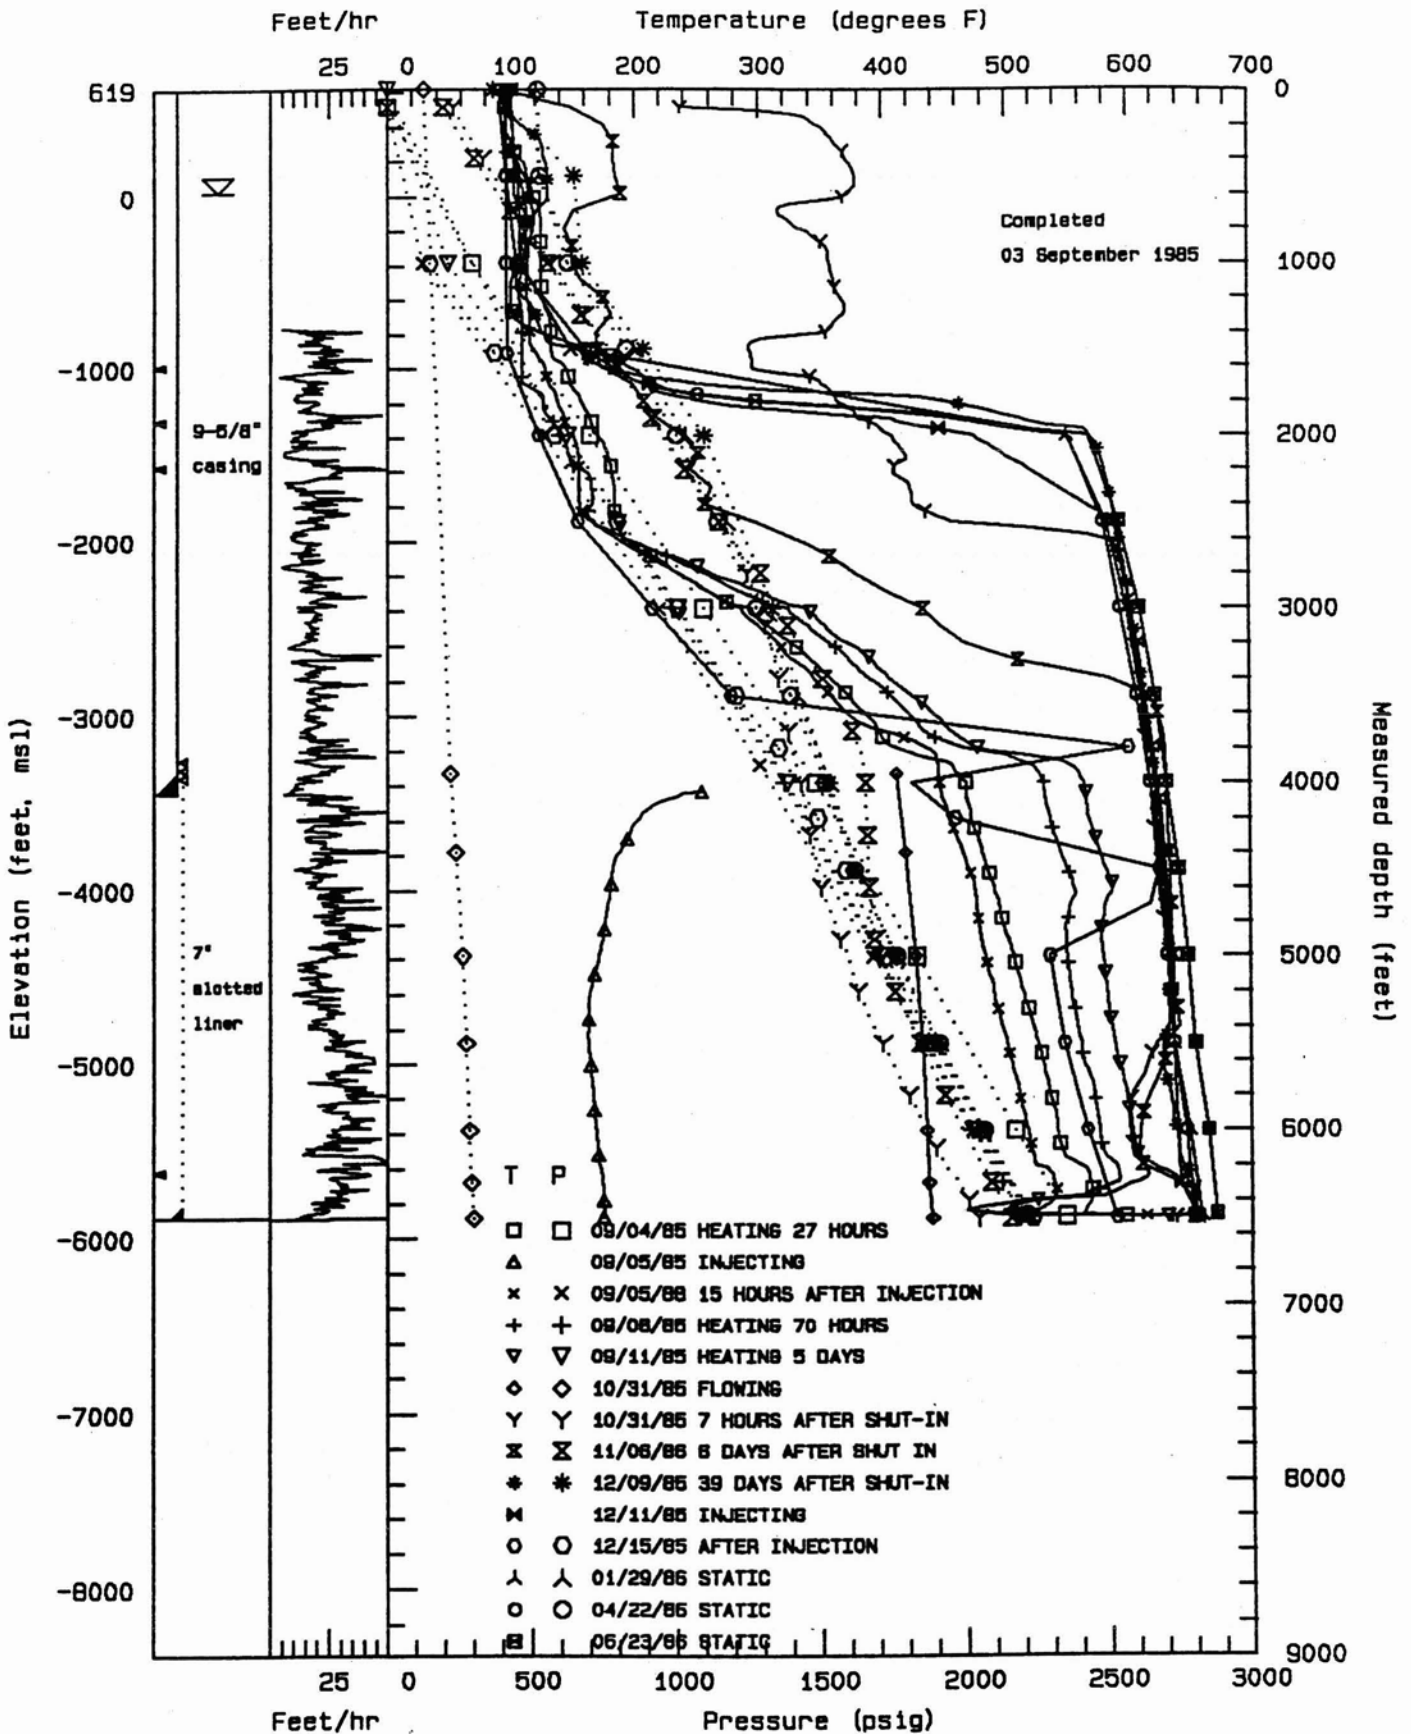 Feet/hr Temperature (degrees F)
25 0 100 200 300 400 500 600 700
619 0
0
Completed
03 September 1985
1000
-1000
9-5/8"
casing
2000
-2000
3000
-3000
4000
-4000
7"
slotted
liner
5000
-5000
6000
-6000
7000
-7000
8000
-8000
9000
Elevation (feet, msl)
Measured depth (feet)
T P
09/04/85 HEATING 27 HOURS
09/05/85 INJECTING
09/05/86 15 HOURS AFTER INJECTION
09/06/85 HEATING 70 HOURS
09/11/85 HEATING 5 DAYS
10/31/85 FLOWING
10/31/85 7 HOURS AFTER SHUT-IN
11/06/86 6 DAYS AFTER SHUT IN
12/09/85 39 DAYS AFTER SHUT-IN
12/11/85 INJECTING
12/15/85 AFTER INJECTION
01/29/86 STATIC
04/22/86 STATIC
06/23/86 STATIC
25 0 500 1000 1500 2000 2500 3000
Feet/hr Pressure (psig)